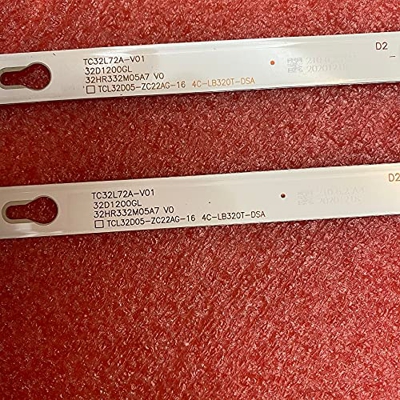 TC32L72A-V01
32D1200GL
32HR332M05A7 V0
TCL32D05-ZC22AG-16 4C-LB320T-DSA
D2
TC32L72A-V01
32D1200GL
32HR332M05A7 V0
TCL32D05-ZC22AG-16 4C-LB320T-DSA
D2